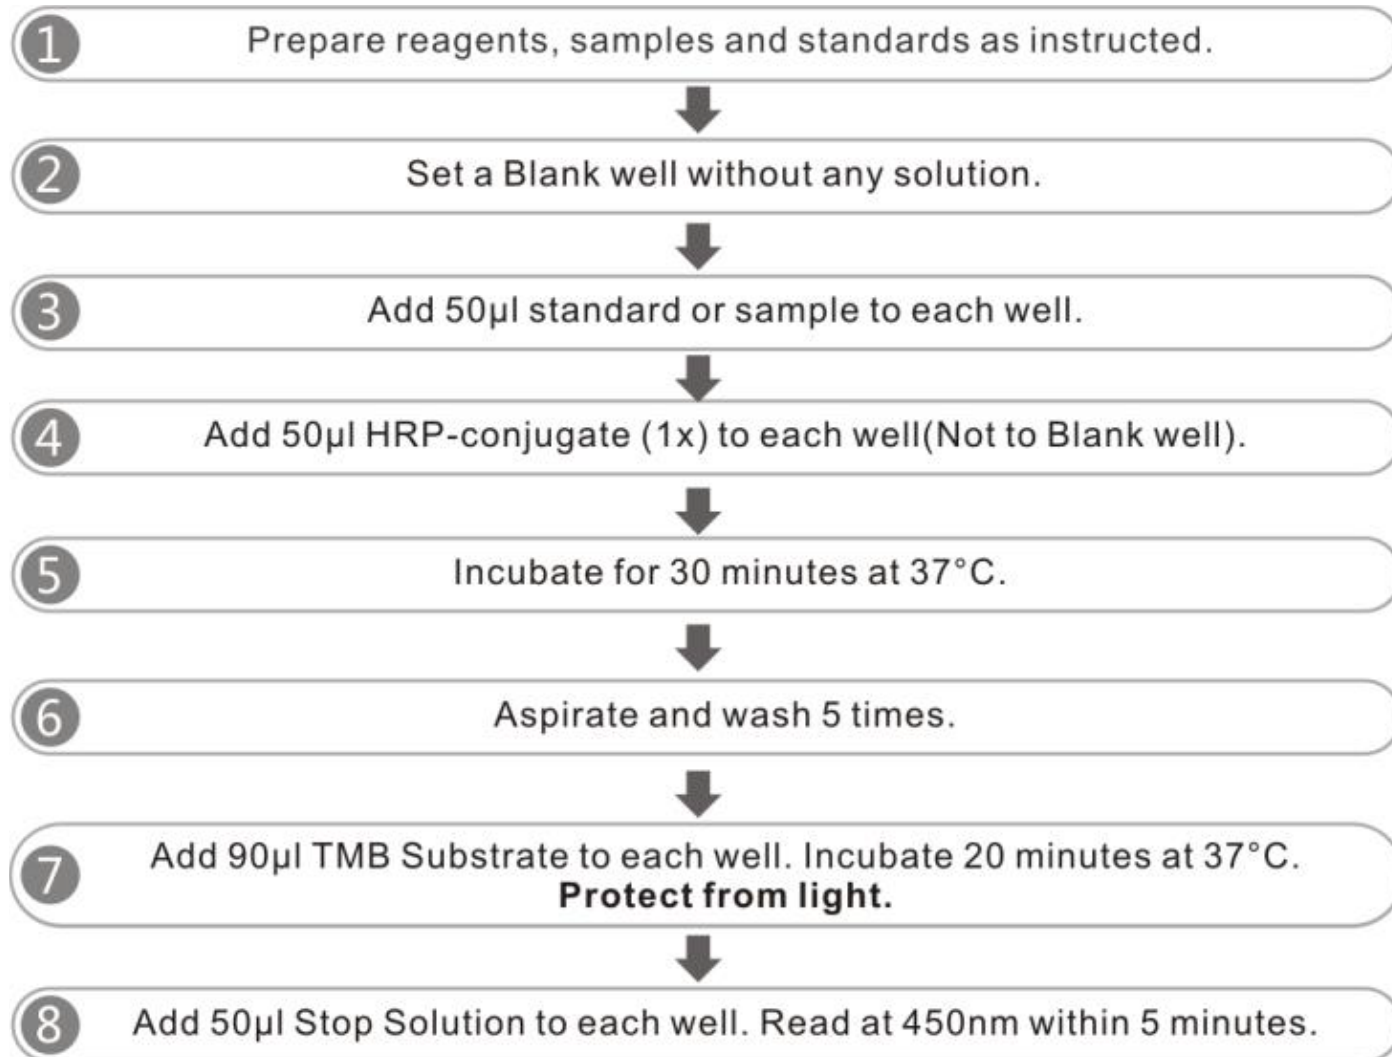 1 Prepare reagents, samples and standards as instructed.
2 Set a Blank well without any solution.
3 Add 50µl standard or sample to each well.
4 Add 50µl HRP-conjugate (1x) to each well(Not to Blank well).
5 Incubate for 30 minutes at 37°C.
6 Aspirate and wash 5 times.
7 Add 90µl TMB Substrate to each well. Incubate 20 minutes at 37°C.
Protect from light.
8 Add 50µl Stop Solution to each well. Read at 450nm within 5 minutes.